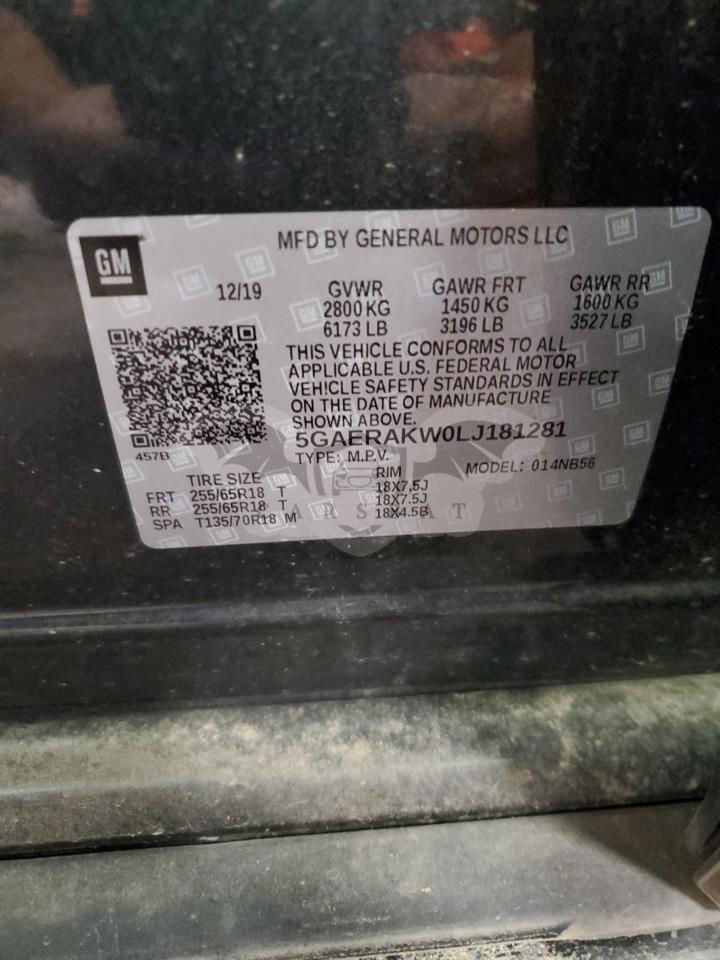 GM
MFD BY GENERAL MOTORS LLC
12/19 GVWR GAWR FRT GAWR RR
2800 KG 1450 KG 1600 KG
6173 LB 3196 LB 3527 LB
THIS VEHICLE CONFORMS TO ALL
APPLICABLE U.S. FEDERAL MOTOR
VEHICLE SAFETY STANDARDS IN EFFECT
ON THE DATE OF MANUFACTURE
SHOWN ABOVE.
5GAERAKW0LJ181281
457B TYPE: M.P.V. MODEL: 014NB56
TIRE SIZE RIM
FRT 255/65R18 T 18X7.5J
RR 255/65R18 T 18X7.5J
SPA T135/70R18 M 18X4.5B